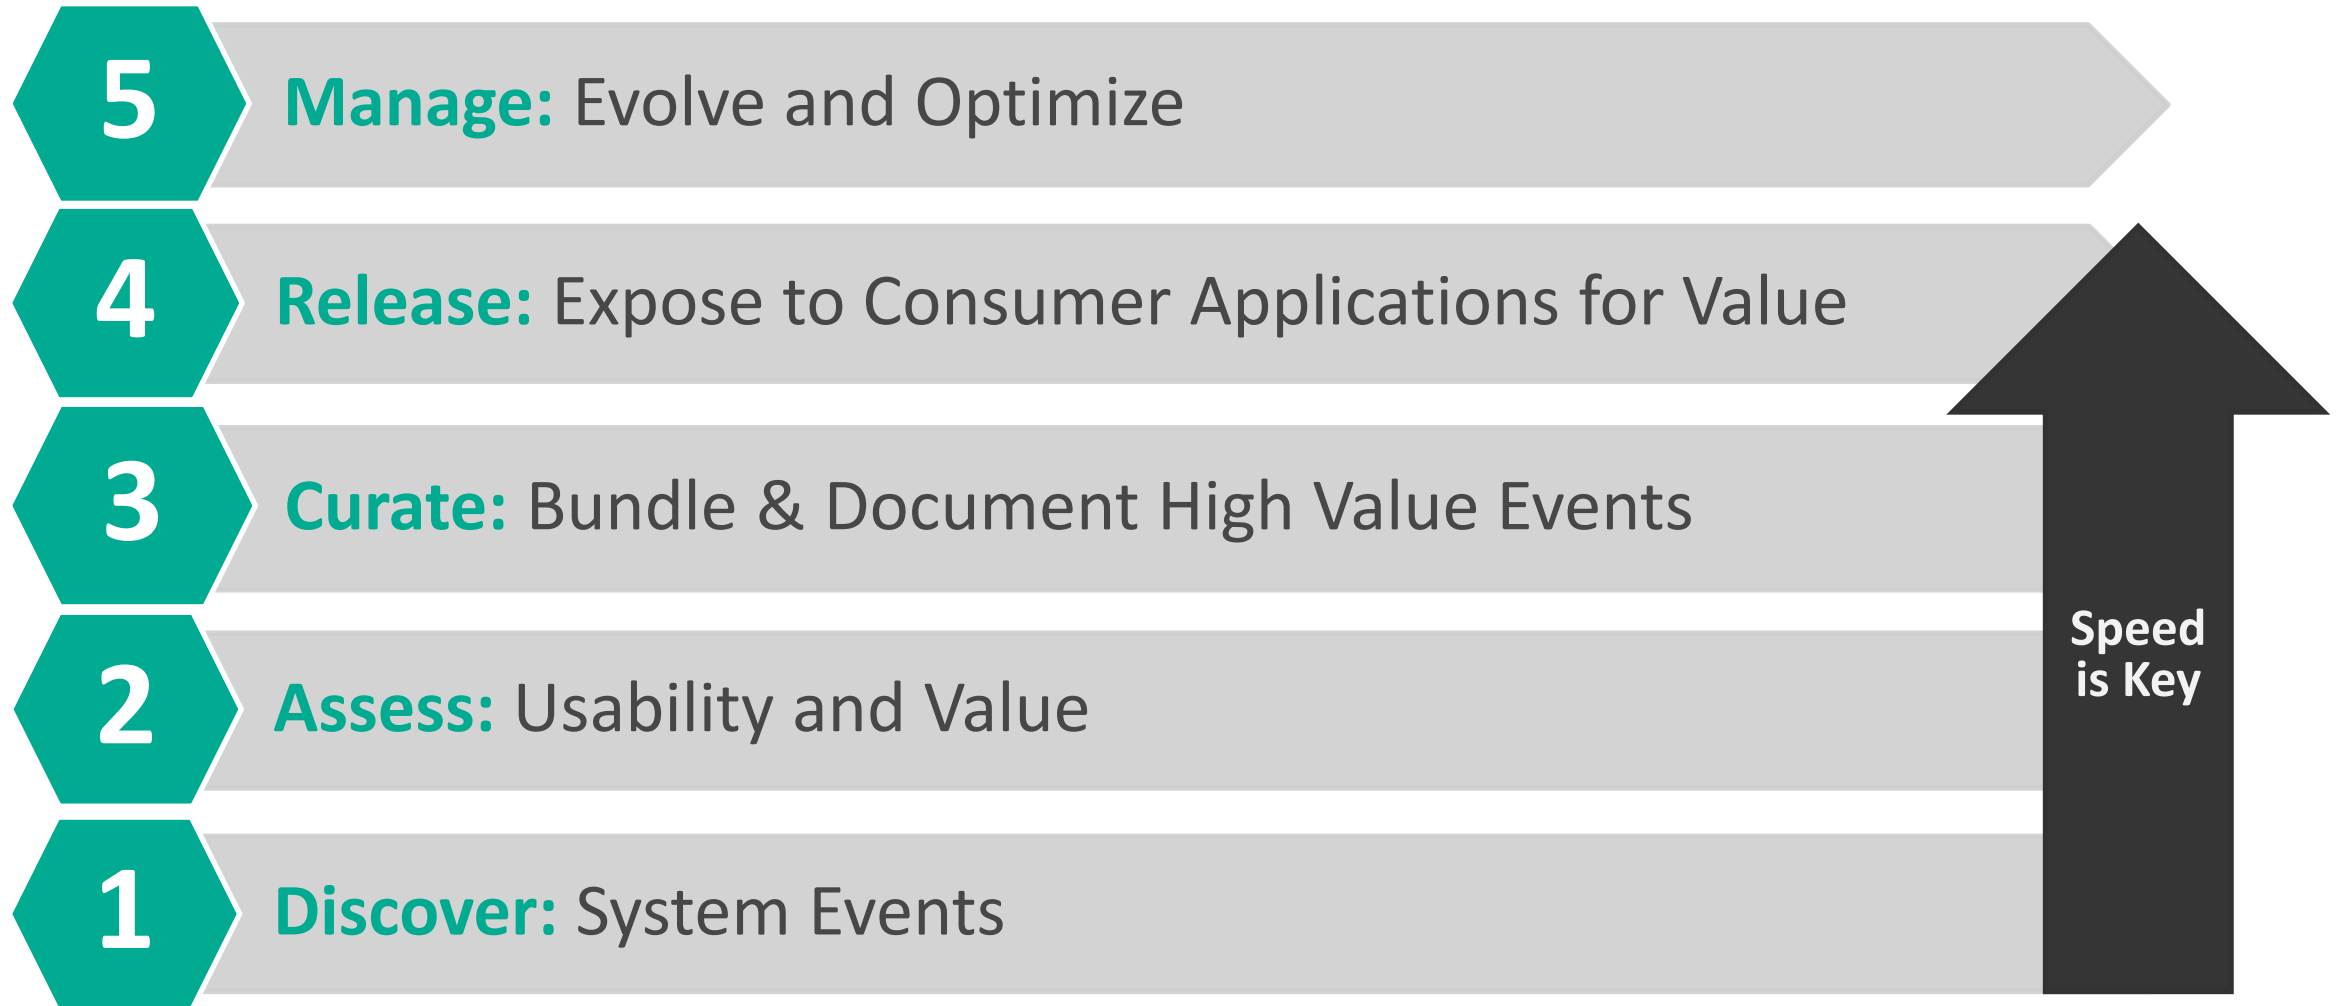 5
Manage: Evolve and Optimize
4
Release: Expose to Consumer Applications for Value
3
Curate: Bundle & Document High Value Events
2
Assess: Usability and Value
1
Discover: System Events
Speed
is Key